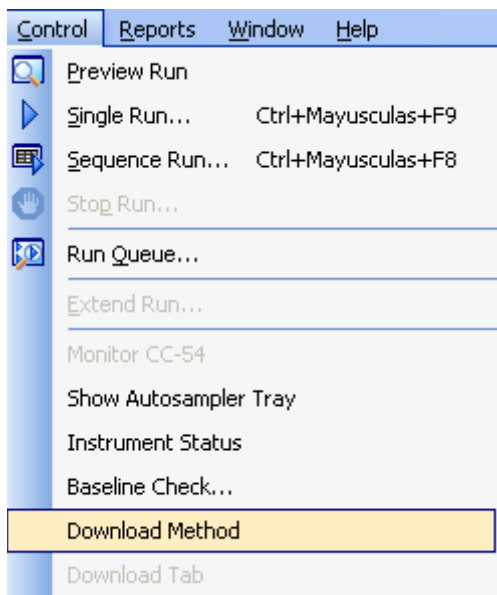 Control Reports Window Help
Preview Run
Single Run... Ctrl+Mayusculas+F9
Sequence Run... Ctrl+Mayusculas+F8
Stop Run...
Run Queue...
Extend Run...
Monitor CC-54
Show Autosampler Tray
Instrument Status
Baseline Check...
Download Method
Download Tab